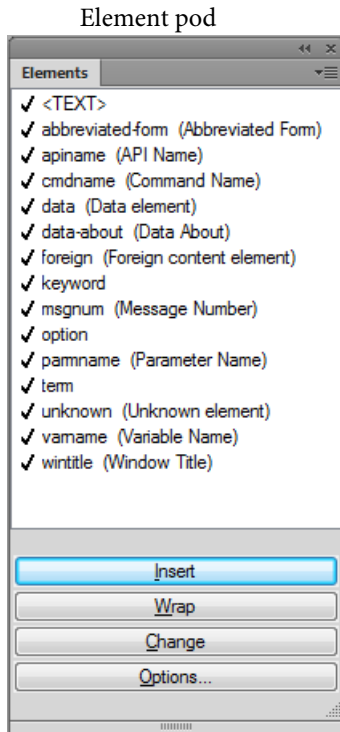 Element pod
Elements
<TEXT>
abbreviated-form (Abbreviated Form)
apiname (API Name)
cmdname (Command Name)
data (Data element)
data-about (Data About)
foreign (Foreign content element)
keyword
msgnum (Message Number)
option
parmname (Parameter Name)
term
unknown (Unknown element)
varname (Variable Name)
wintitle (Window Title)
Insert
Wrap
Change
Options...